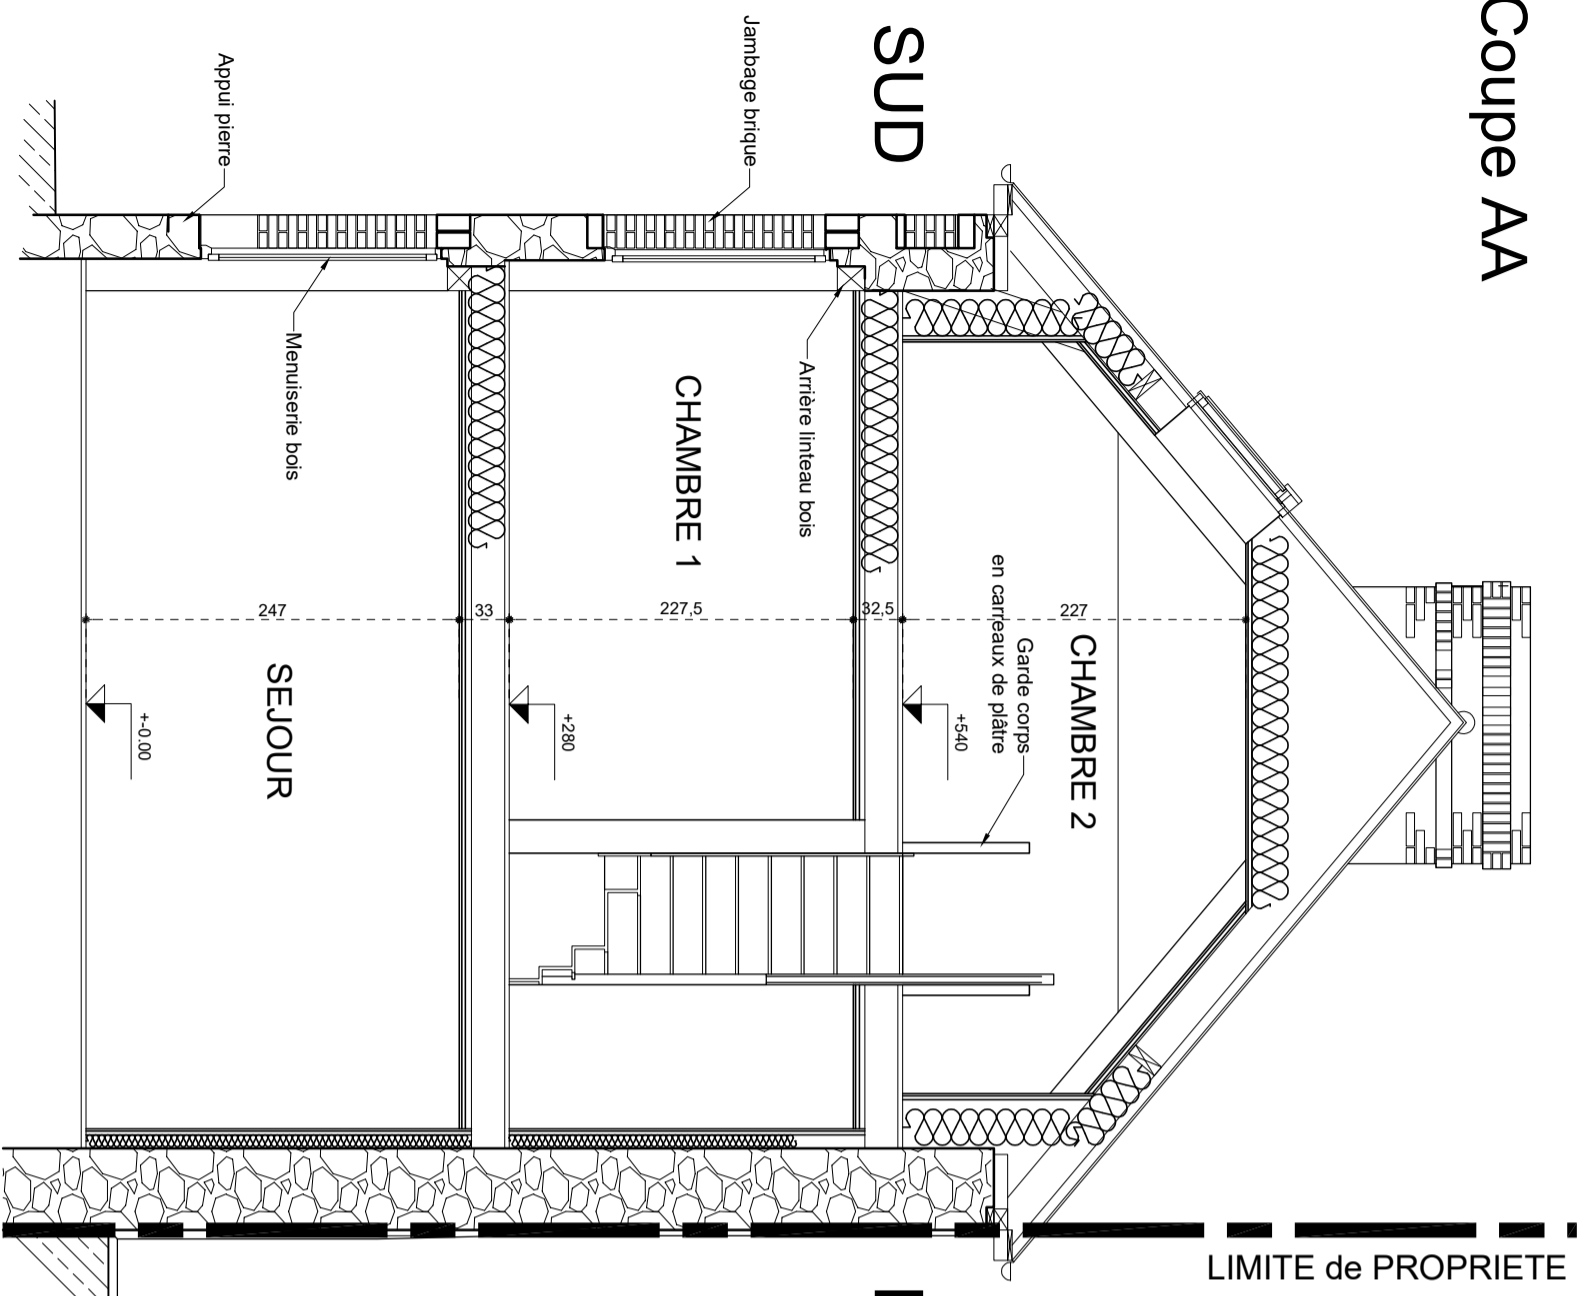 Coupe AA
SUD
Jambage brique
Appui pierre
Menuiserie bois
Arrière linteau bois
CHAMBRE 1
Garde corps
en carreaux de plâtre
CHAMBRE 2
SEJOUR
247
33
227,5
32,5
227
+-0.00
+280
+540
LIMITE de PROPRIETE